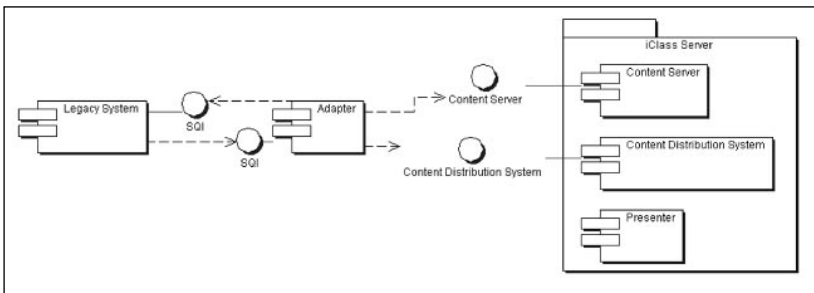 iClass Server
Legacy System
SQI
SQI
Adapter
Content Server
Content Distribution System
Content Server
Content Distribution System
Presenter